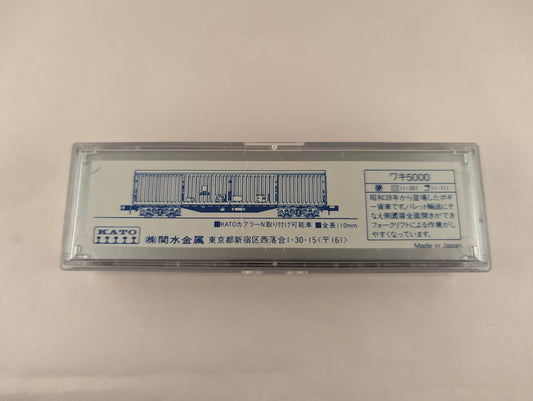 ■KATOカプラーN取り付け可能車 ■全長110mm
KATO
(株)関水金属 東京都新宿区西落合1-30-15〈〒161〉
ワキ5000
昭和39年から登場したボギ
ー貨車です。パレット輸送にそ
なえ側濃窓全面開きができ
フォークリフトによる作業がし
やすくなっています。
Made in Japan.